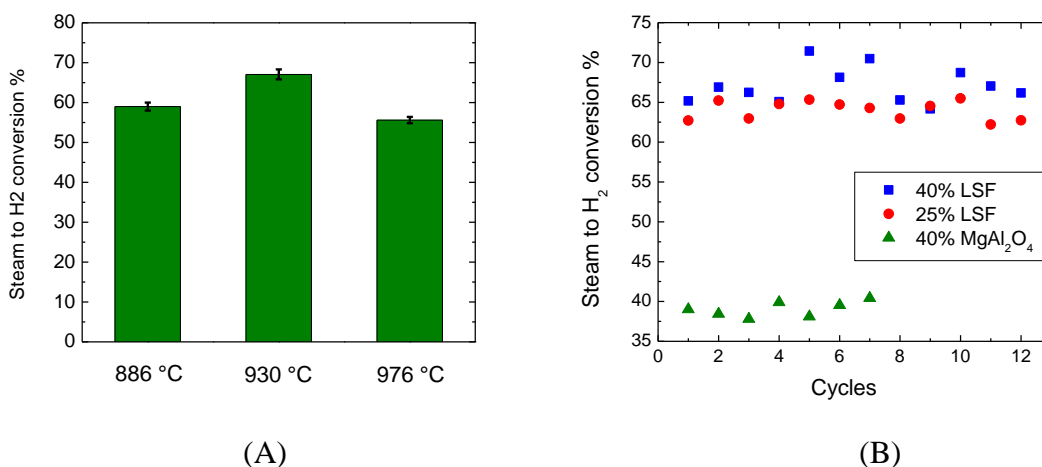 80
70
60
50
40
30
20
10
0
Steam to H2 conversion %
886 °C 930 °C 976 °C
(A)
75
70
65
60
55
50
45
40
35
Steam to H₂ conversion %
40% LSF
25% LSF
40% MgAl₂O₄
0 2 4 6 8 10 12
Cycles
(B)